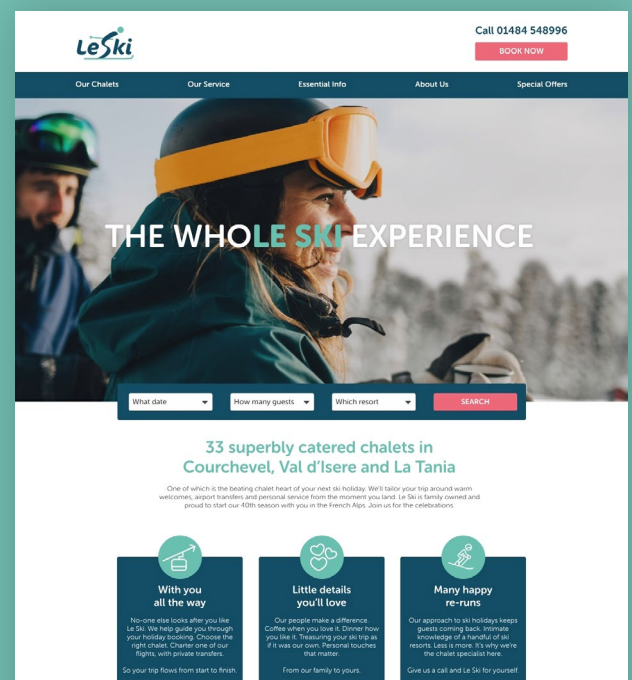 Le Ski
Call 01484 548996
BOOK NOW
Our Chalets
Our Service
Essential Info
About Us
Special Offers
THE WHOLE SKI EXPERIENCE
What date
How many guests
Which resort
SEARCH
33 superbly catered chalets in
Courchevel, Val d'Isere and La Tania
One of which is the beating chalet heart of your next ski holiday. We'll tailor your trip around warm
welcomes, airport transfers and personal service from the moment you land. Le Ski is family owned and
proud to start our 40th season with you in the French Alps. Join us for the celebrations
With you
all the way
No-one else looks after you like
Le Ski. We help guide you through
your holiday booking. Choose the
right chalet. Charter one of our
flights, with private transfers.
So your trip flows from start to finish.
Little details
you'll love
Our people make a difference.
Coffee when you love it. Dinner how
you like it. Treasuring your ski trip as
if it was our own. Personal touches
that matter.
From our family to yours.
Many happy
re-runs
Our approach to ski holidays keeps
guests coming back. Intimate
knowledge of a handful of ski
resorts. Less is more. It's why we're
the chalet specialist here.
Give us a call and Le Ski for yourself.